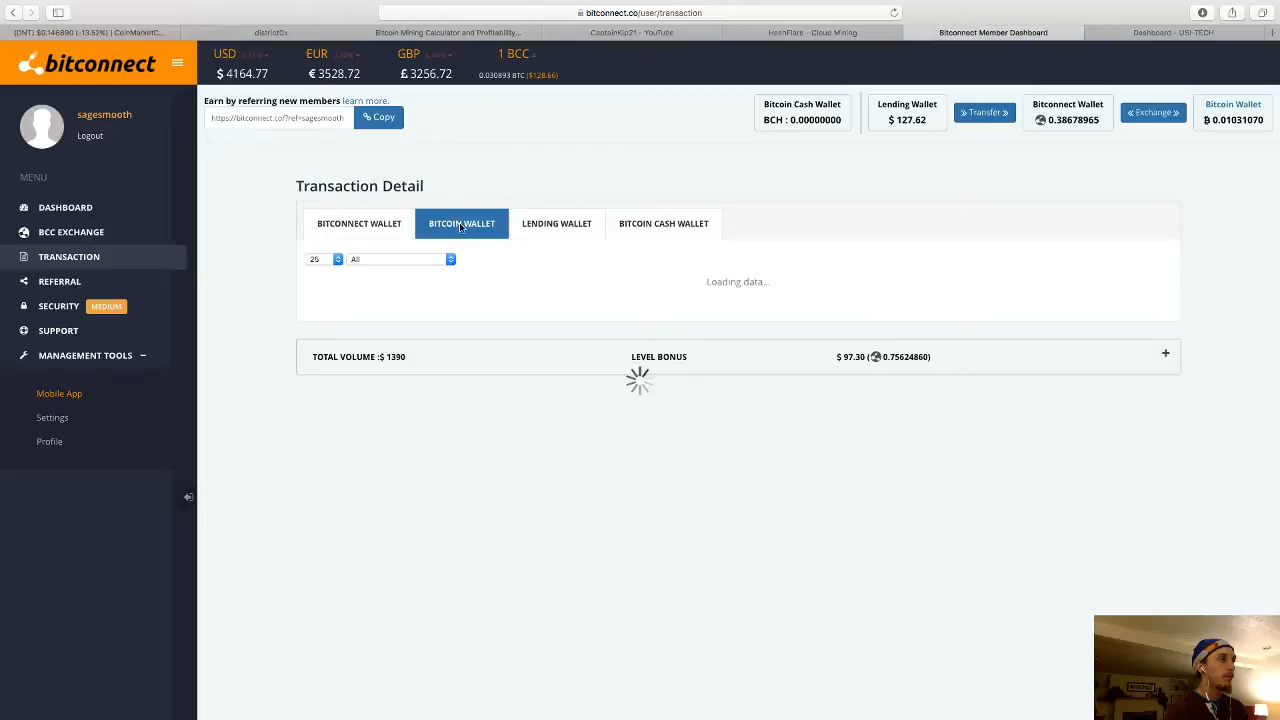 bitconnect.co/user/transaction
(DNT) $0.146890 (-13.52%) | CoinMarketC...
district0x
Bitcoin Mining Calculator and Profitability...
CaptainKip21 - YouTube
HashFlare - Cloud Mining
Bitconnect Member Dashboard
Dashboard - USI-TECH
bitconnect
USD
EUR
GBP
1 BCC =
$ 4164.77
€ 3528.72
£ 3256.72
0.030893 BTC ($128.66)
sagesmooth
Logout
Earn by referring new members learn more.
https://bitconnect.co/?ref=sagesmooth
Copy
Bitcoin Cash Wallet
BCH : 0.00000000
Lending Wallet
$ 127.62
» Transfer »
Bitconnect Wallet
0.38678965
« Exchange »
Bitcoin Wallet
₿ 0.01031070
MENU
DASHBOARD
BCC EXCHANGE
TRANSACTION
REFERRAL
SECURITY MEDIUM
SUPPORT
MANAGEMENT TOOLS −
Mobile App
Settings
Profile
Transaction Detail
BITCONNECT WALLET
BITCOIN WALLET
LENDING WALLET
BITCOIN CASH WALLET
25
All
Loading data...
TOTAL VOLUME :$ 1390
LEVEL BONUS
$ 97.30 ( 0.75624860)
+